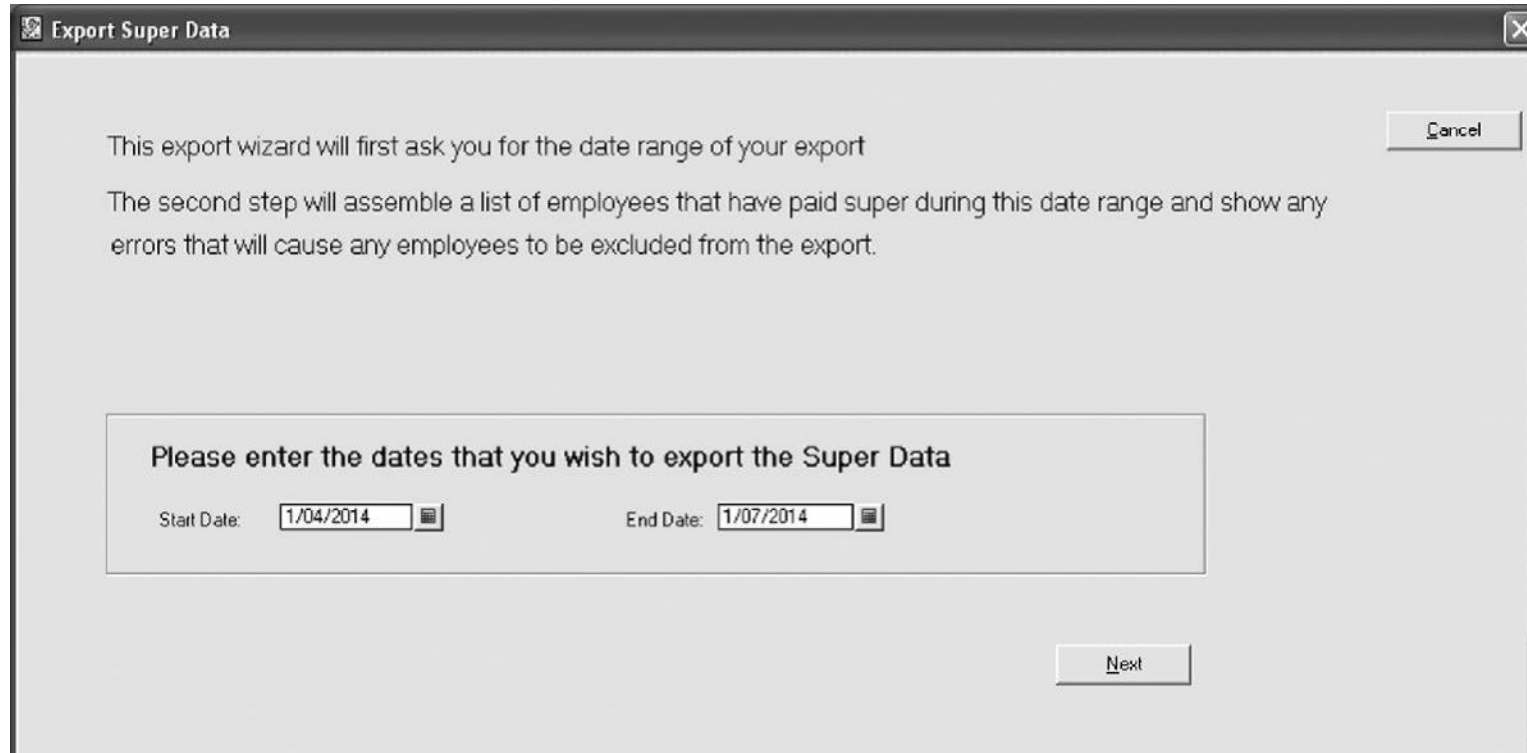 Export Super Data
Cancel
This export wizard will first ask you for the date range of your export
The second step will assemble a list of employees that have paid super during this date range and show any
errors that will cause any employees to be excluded from the export.
Please enter the dates that you wish to export the Super Data
Start Date: 1/04/2014 End Date: 1/07/2014
Next